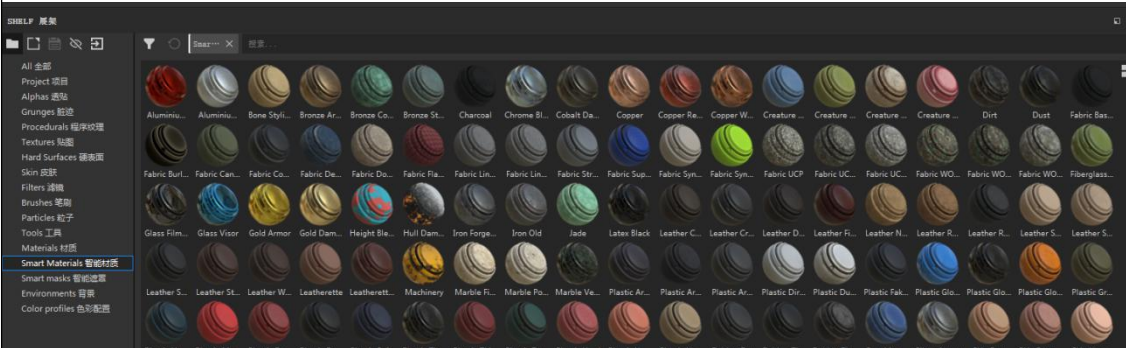 SHELF 展架
Smar··· ×
搜索...
All 全部
Project 项目
Alphas 透贴
Grunges 脏迹
Procedurals 程序纹理
Textures 贴图
Hard Surfaces 硬表面
Skin 皮肤
Filters 滤镜
Brushes 笔刷
Particles 粒子
Tools 工具
Materials 材质
Smart Materials 智能材质
Smart masks 智能遮罩
Environments 背景
Color profiles 色彩配置
Aluminiu... Aluminiu... Bone Styli... Bronze Ar... Bronze Co... Bronze St... Charcoal Chrome Bl... Cobalt Da... Copper Copper Re... Copper W... Creature ... Creature ... Creature ... Creature ... Dirt Dust Fabric Bas...
Fabric Burl... Fabric Can... Fabric Co... Fabric De... Fabric Do... Fabric Fla... Fabric Lin... Fabric Lin... Fabric Str... Fabric Sup... Fabric Syn... Fabric Syn... Fabric UCP Fabric UC... Fabric UC... Fabric WO... Fabric WO... Fabric WO... Fiberglass...
Glass Film... Glass Visor Gold Armor Gold Dam... Height Ble... Hull Dam... Iron Forge... Iron Old Jade Latex Black Leather C... Leather Cr... Leather D... Leather Fi... Leather N... Leather R... Leather R... Leather S... Leather S...
Leather S... Leather St... Leather W... Leatherette Leatherett... Machinery Marble Fi... Marble Po... Marble Ve... Plastic Ar... Plastic Ar... Plastic Ar... Plastic Dir... Plastic Du... Plastic Fak... Plastic Glo... Plastic Glo... Plastic Glo... Plastic Gr...